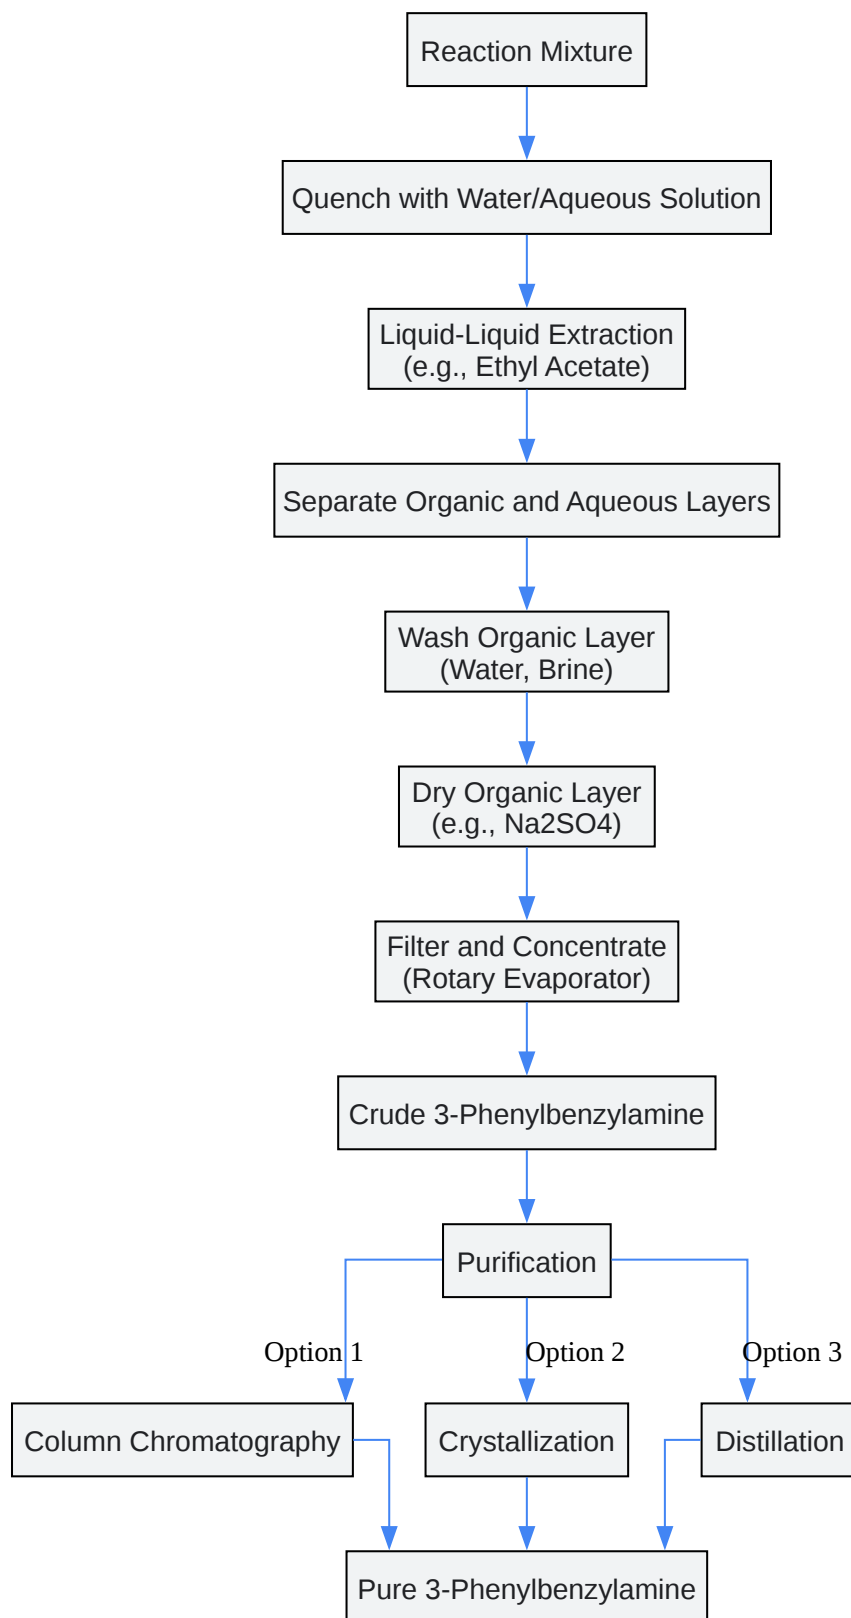 Reaction Mixture
Quench with Water/Aqueous Solution
Liquid-Liquid Extraction
(e.g., Ethyl Acetate)
Separate Organic and Aqueous Layers
Wash Organic Layer
(Water, Brine)
Dry Organic Layer
(e.g., Na2SO4)
Filter and Concentrate
(Rotary Evaporator)
Crude 3-Phenylbenzylamine
Purification
Option 1
Option 2
Option 3
Column Chromatography
Crystallization
Distillation
Pure 3-Phenylbenzylamine